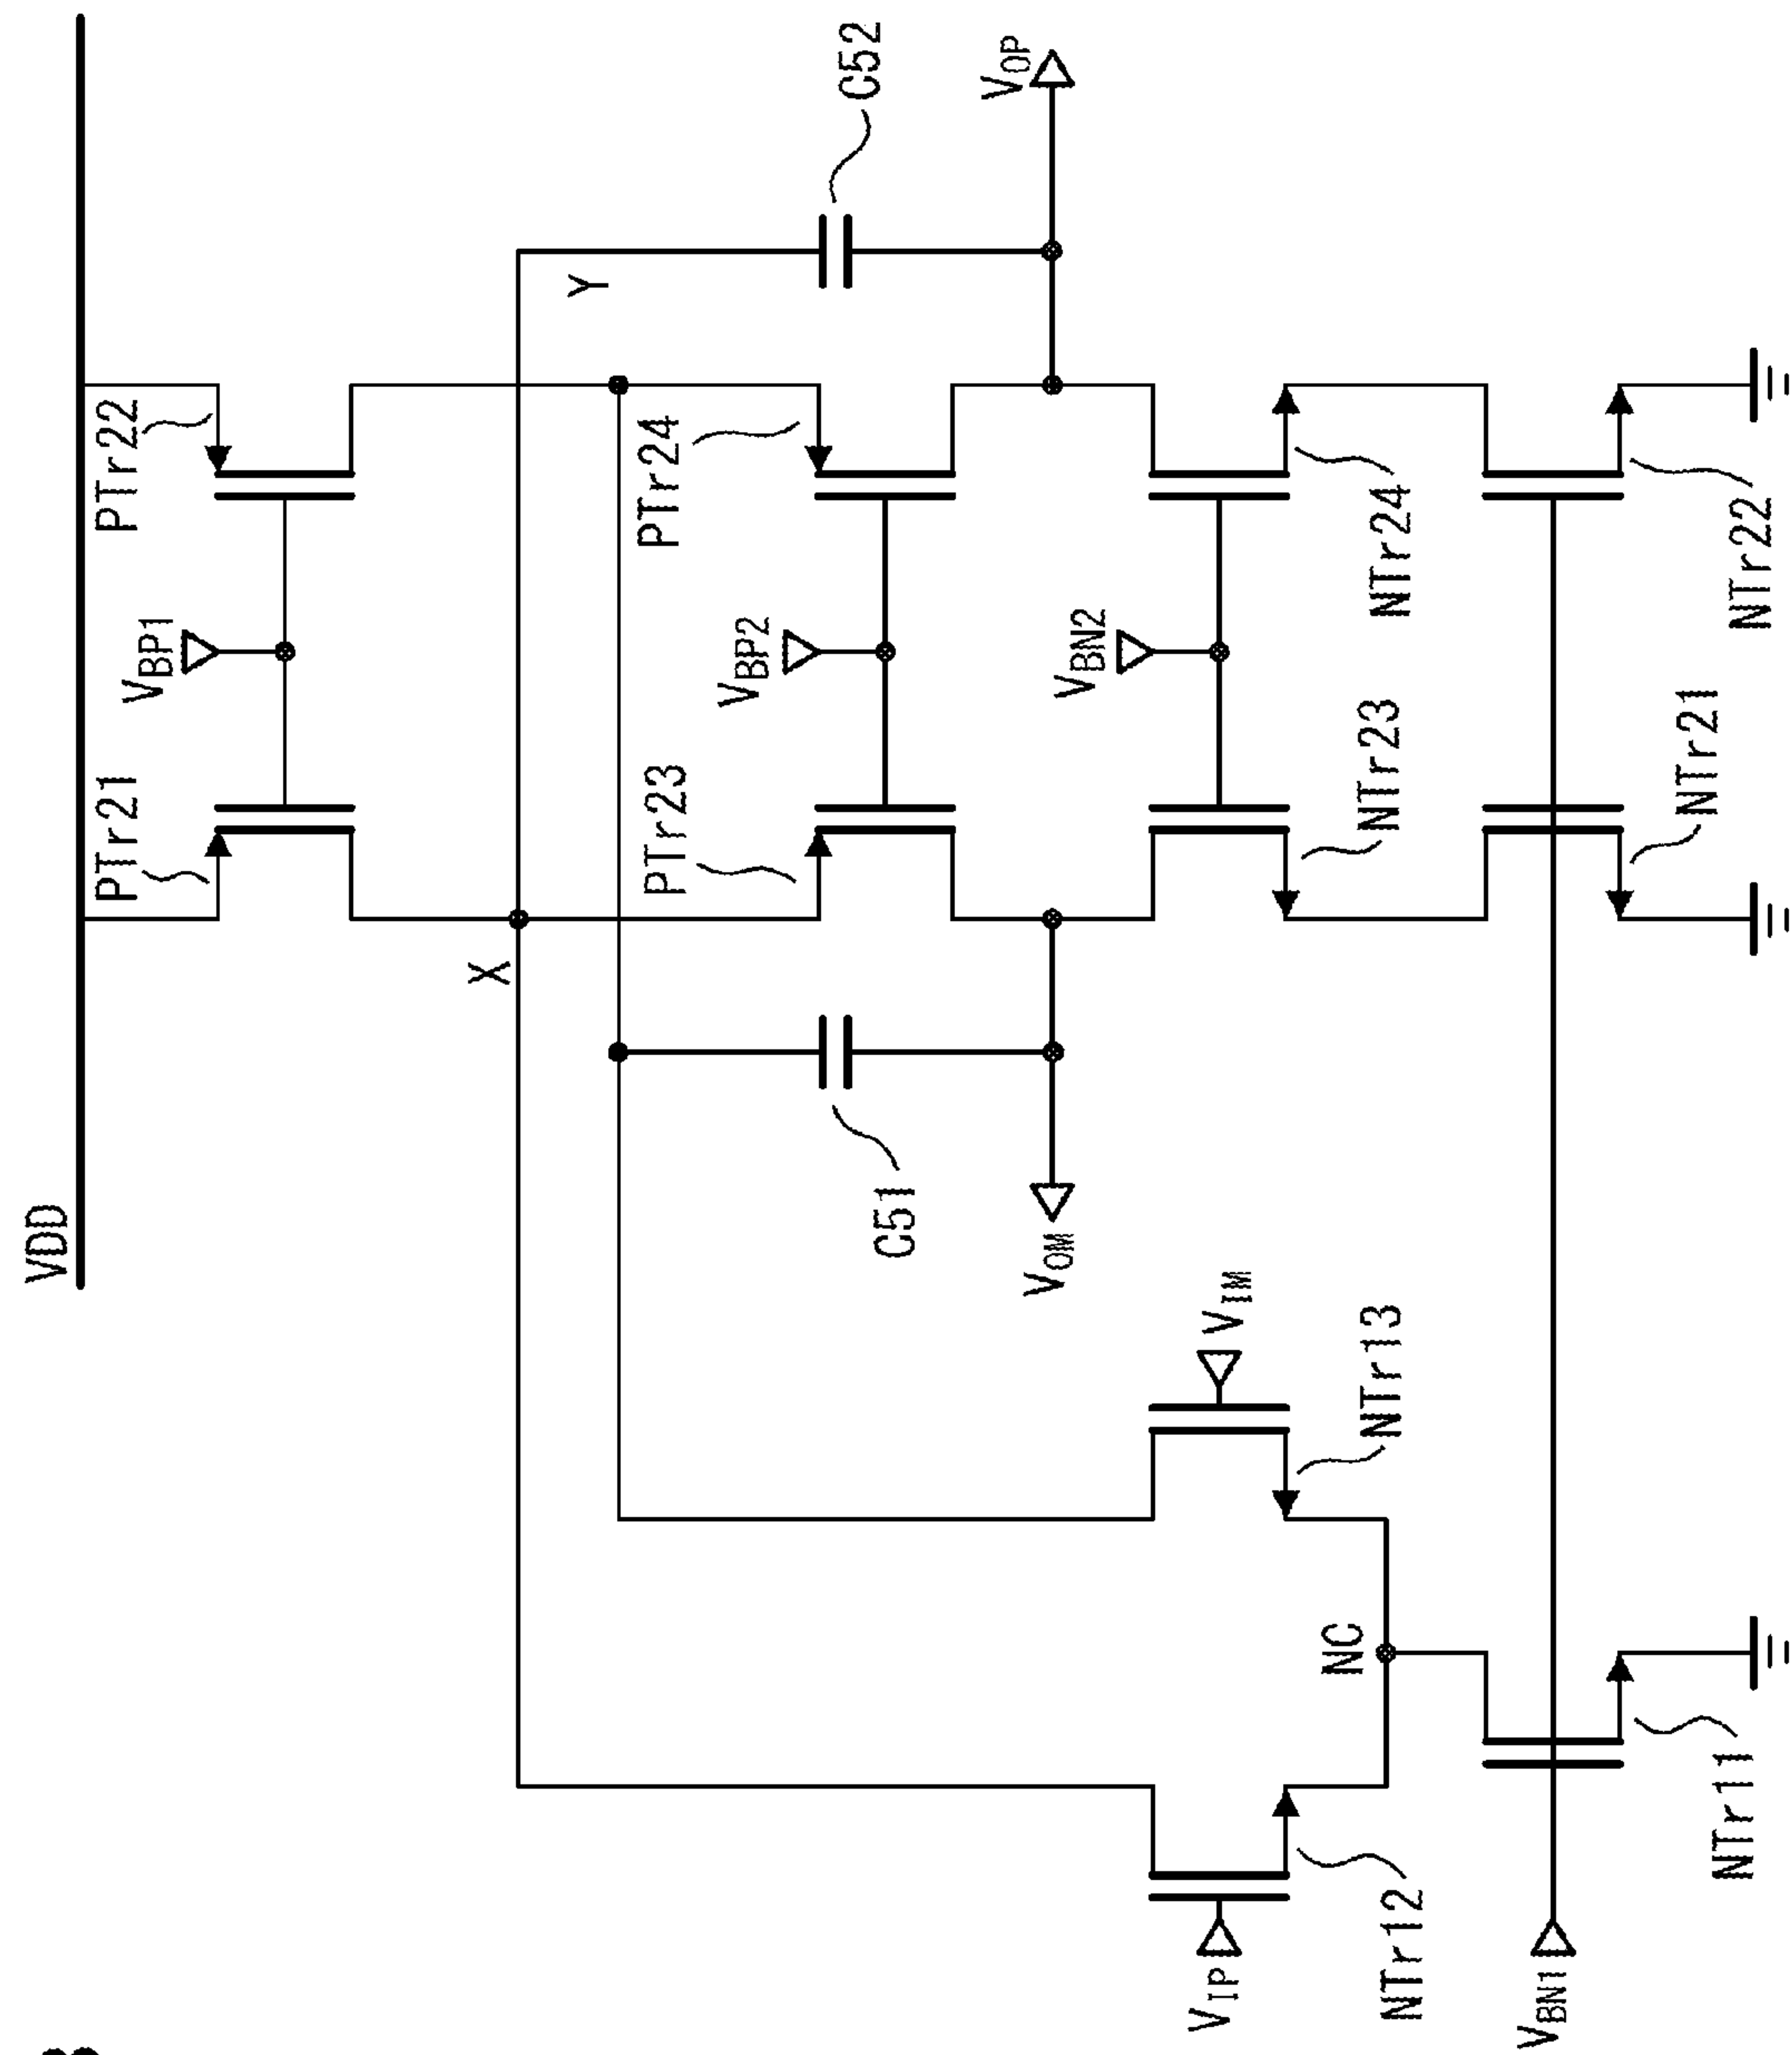 VDD
PTr21
VBP1
PTr22
X
Y
PTr23
VBP2
PTr24
C51
C52
VOM
VOP
VIP
VIM
VBN2
NTr12
NTr13
NTr23
NTr24
NC
VBN1
NTr11
NTr21
NTr22